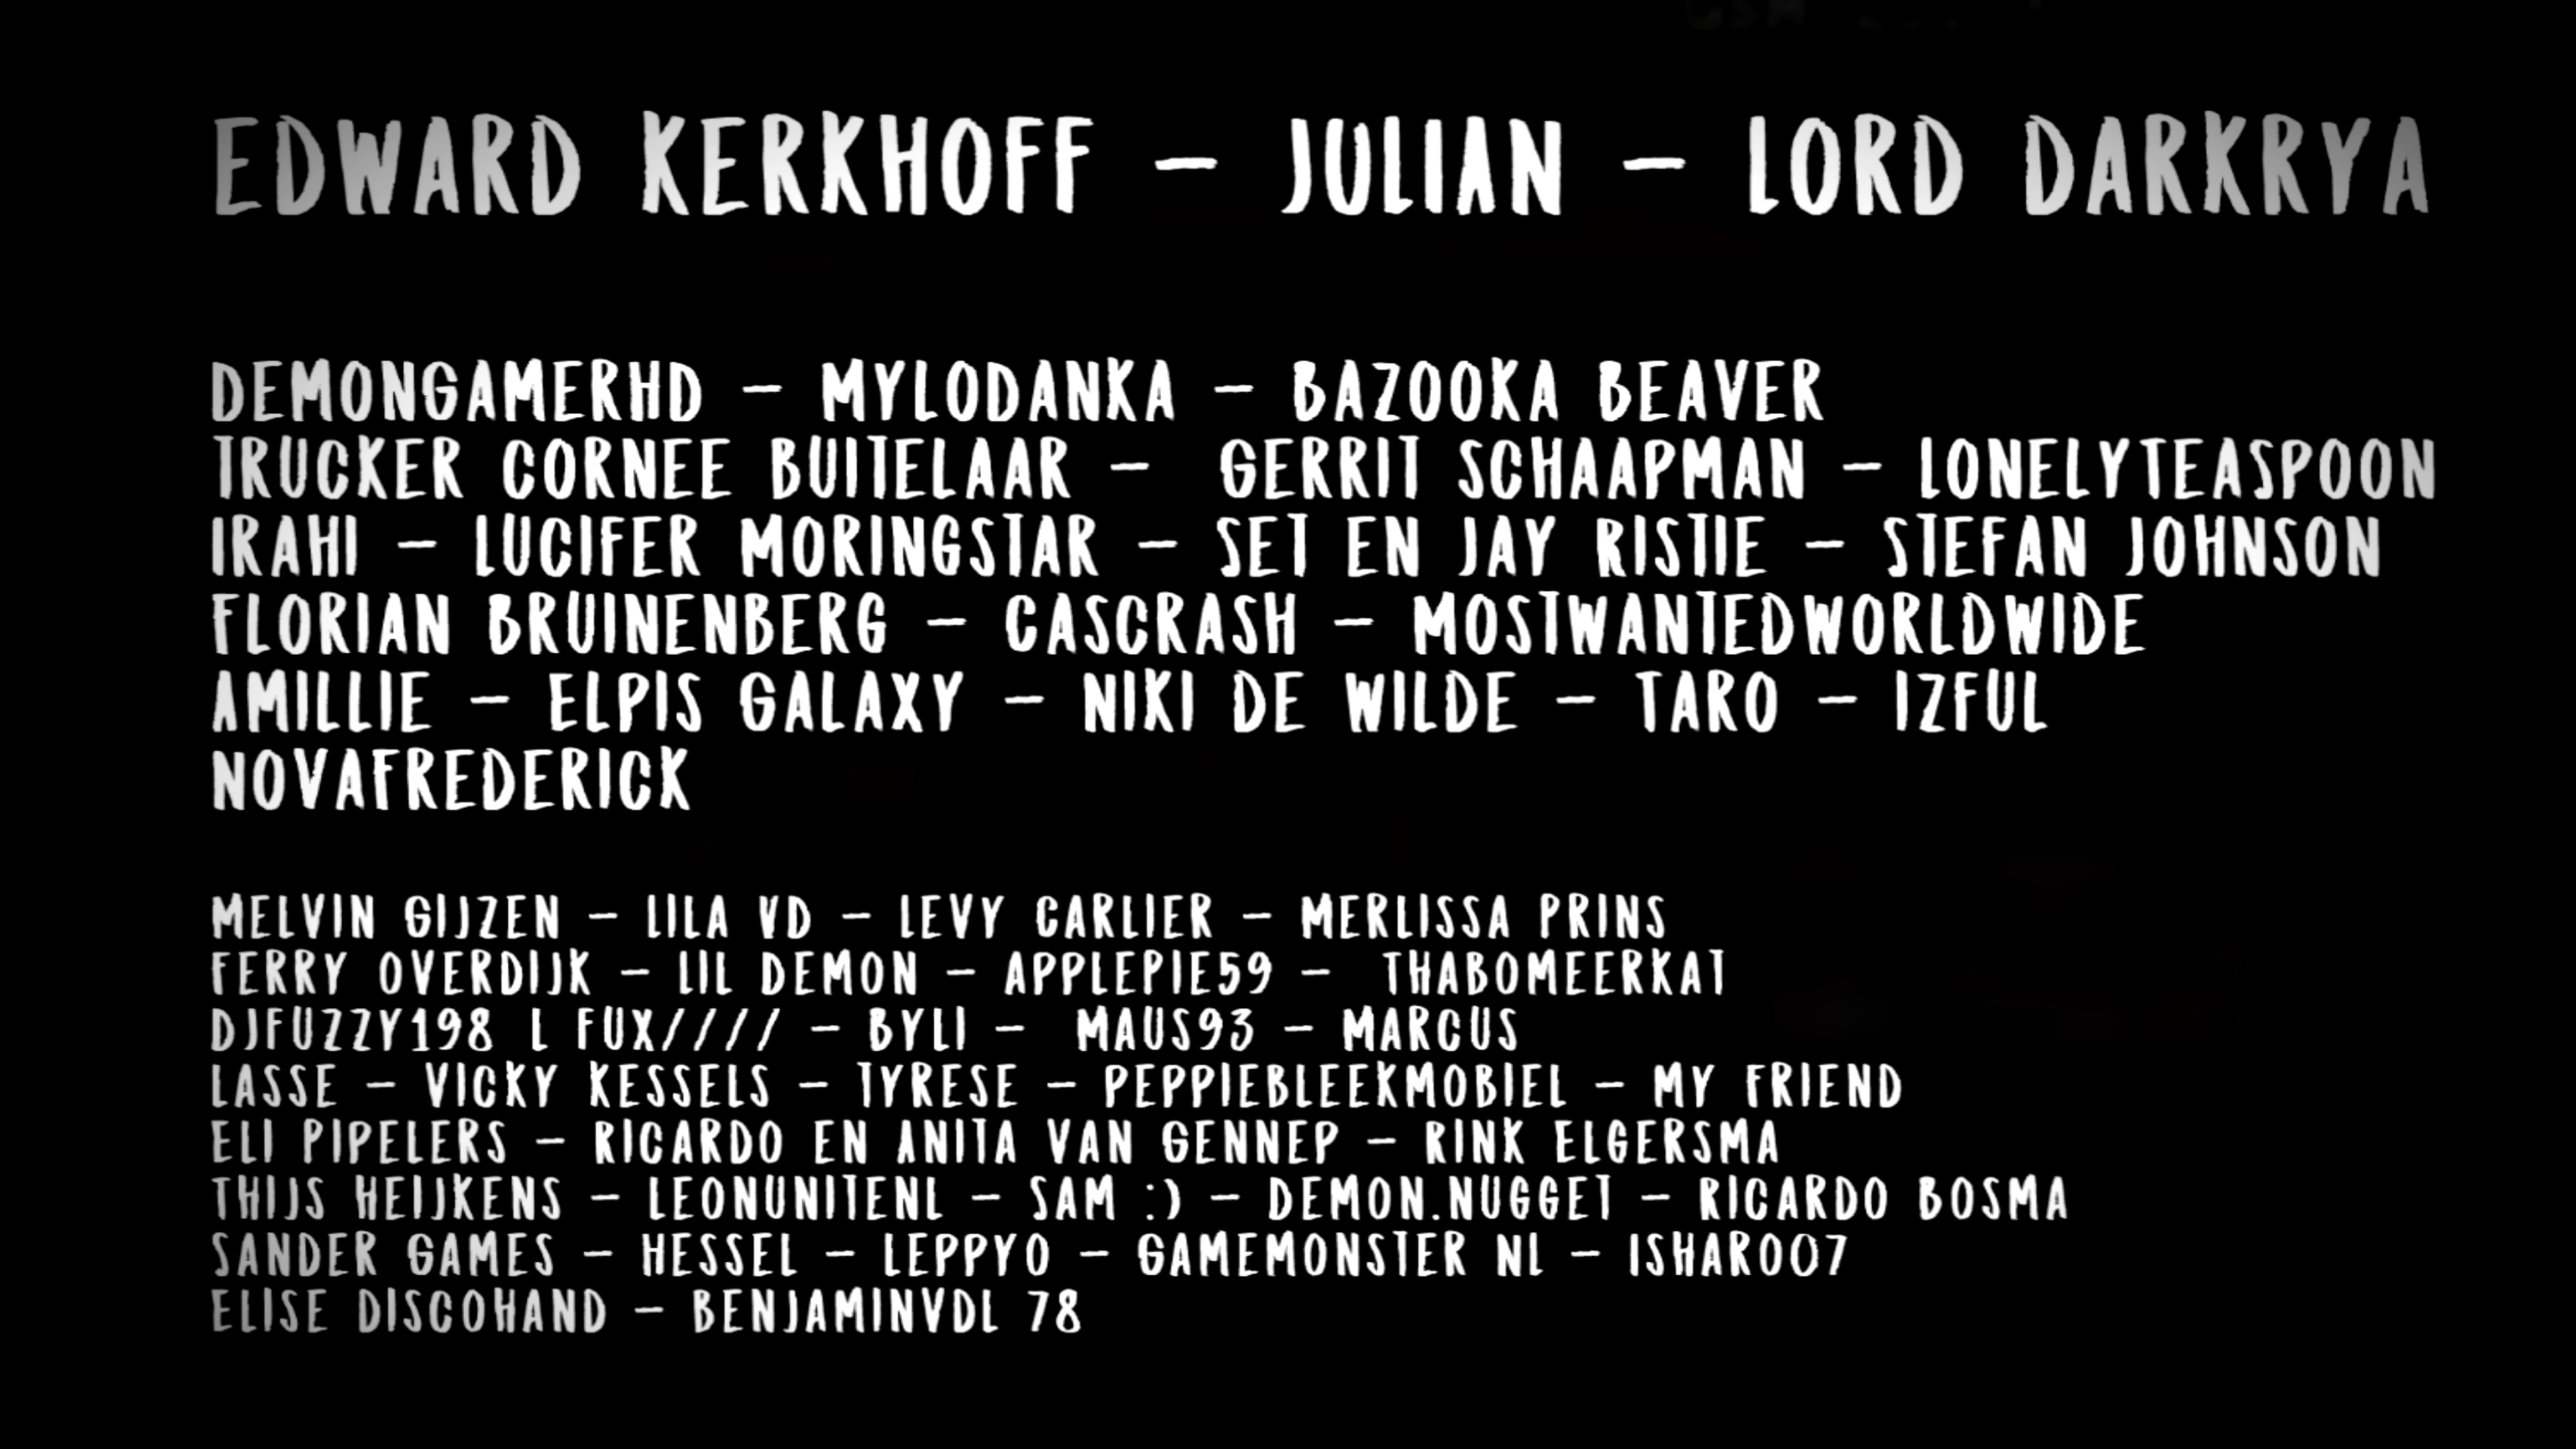 EDWARD KERKHOFF – JULIAN – LORD DARKRYA
DEMONGAMERHD – MYLODANKA – BAZOOKA BEAVER
TRUCKER CORNEE BUITELAAR – GERRIT SCHAAPMAN – LONELYTEASPOON
IRAHI – LUCIFER MORINGSTAR – SET EN JAY RISTIE – STEFAN JOHNSON
FLORIAN BRUINENBERG – CASCRASH – MOSTWANTEDWORLDWIDE
AMILLIE – ELPIS GALAXY – NIKI DE WILDE – TARO – IZFUL
NOVAFREDERICK
MELVIN GIJZEN – LILA VD – LEVY CARLIER – MERLISSA PRINS
FERRY OVERDIJK – LIL DEMON – APPLEPIE59 – THABOMEERKAT
DJFUZZY198 L FUX//// – BYLI – MAUS93 – MARCUS
LASSE – VICKY KESSELS – TYRESE – PEPPIEBLEEKMOBIEL – MY FRIEND
ELI PIPELERS – RICARDO EN ANITA VAN GENNEP – RINK ELGERSMA
THIJS HEIJKENS – LEONUNITENL – SAM :) – DEMON.NUGGET – RICARDO BOSMA
SANDER GAMES – HESSEL – LEPPYO – GAMEMONSTER NL – ISHAR007
ELISE DISCOHAND – BENJAMINVDL 78